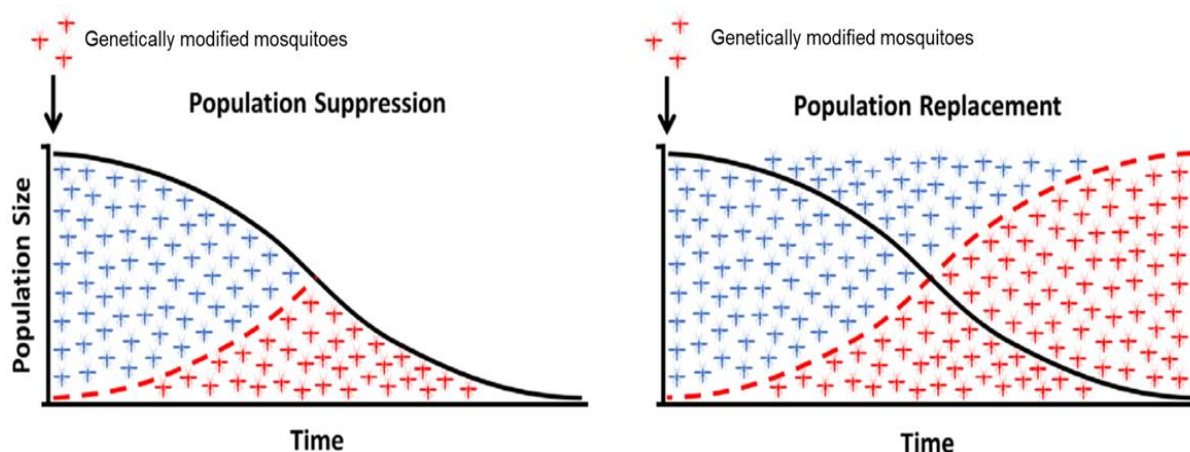 Genetically modified mosquitoes
Population Suppression
Population Size
Time
Genetically modified mosquitoes
Population Replacement
Time